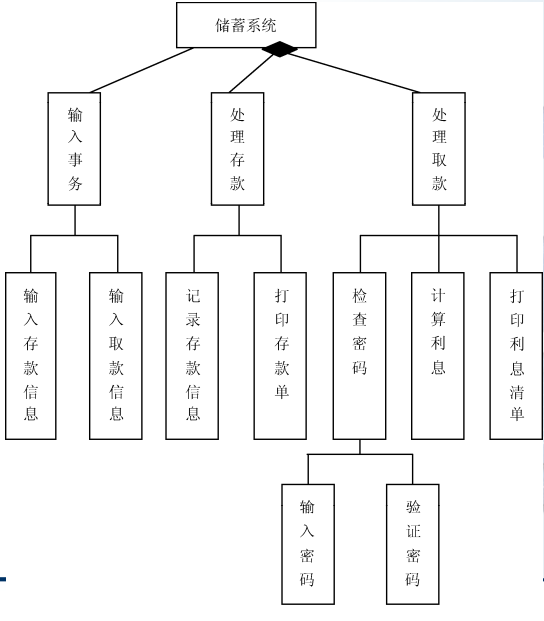 储蓄系统
输入事务
处理存款
处理取款
输入存款信息
输入取款信息
记录存款信息
打印存款单
检查密码
计算利息
打印利息清单
输入密码
验证密码